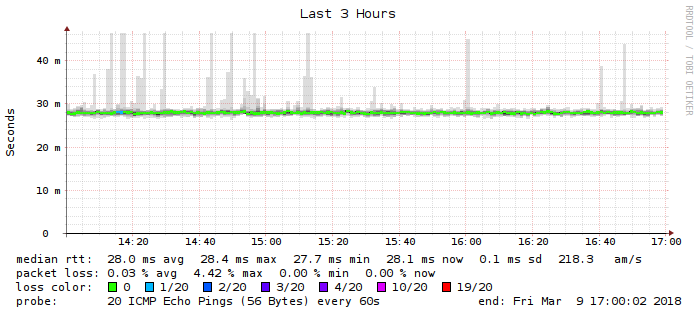 Last 3 Hours
RRDTOOL / TOBI OETIKER
Seconds
40 m
30 m
20 m
10 m
0
14:20 14:40 15:00 15:20 15:40 16:00 16:20 16:40 17:00
median rtt: 28.0 ms avg 28.4 ms max 27.7 ms min 28.1 ms now 0.1 ms sd 218.3 am/s
packet loss: 0.03 % avg 4.42 % max 0.00 % min 0.00 % now
loss color: 0 1/20 2/20 3/20 4/20 10/20 19/20
probe: 20 ICMP Echo Pings (56 Bytes) every 60s end: Fri Mar 9 17:00:02 2018